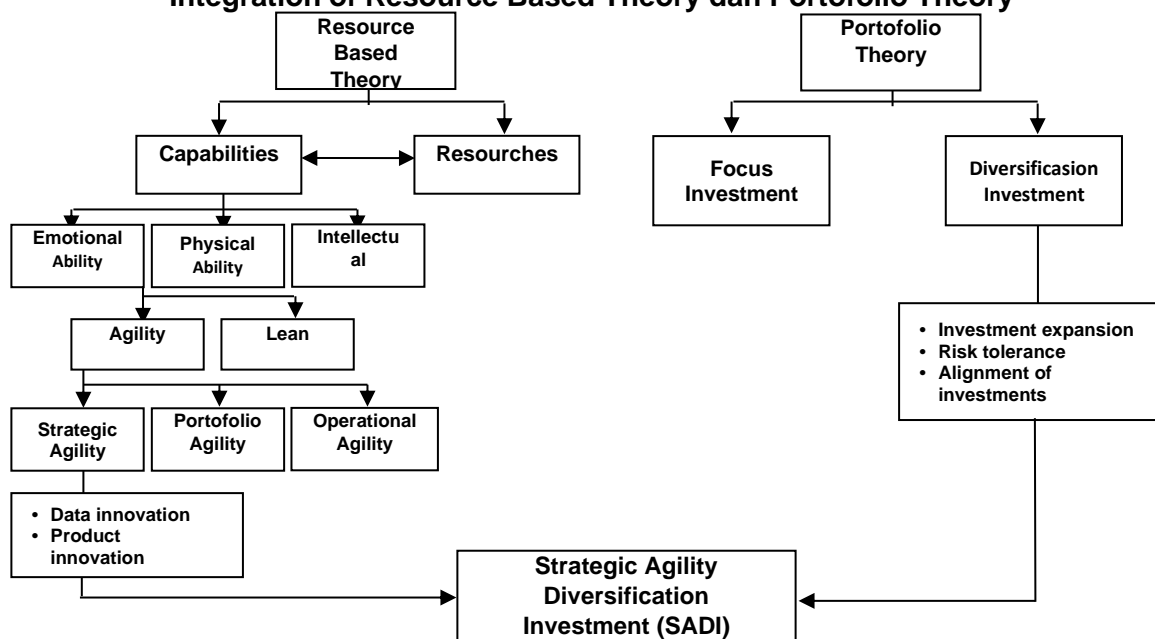 Integration of Resource Based Theory dan Portofolio Theory
Resource
Based
Theory
Portofolio
Theory
Capabilities
Resourches
Focus
Investment
Diversificasion
Investment
Emotional
Ability
Physical
Ability
Intellectu
al
Agility
Lean
• Investment expansion
• Risk tolerance
• Alignment of
investments
Strategic
Agility
Portofolio
Agility
Operational
Agility
• Data innovation
• Product
innovation
Strategic Agility
Diversification
Investment (SADI)